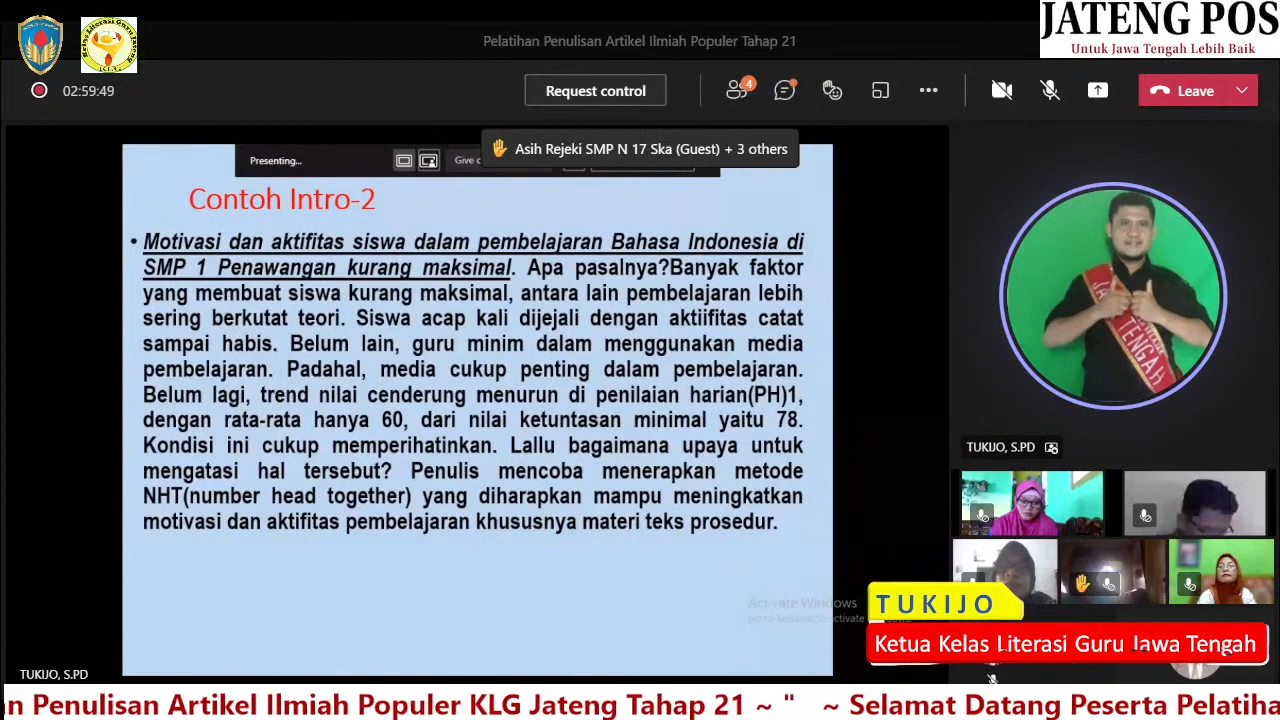 JATENG POS
Untuk Jawa Tengah Lebih Baik
Pelatihan Penulisan Artikel Ilmiah Populer Tahap 21
KLG
02:59:49
Request control
4
Leave
Asih Rejeki SMP N 17 Ska (Guest) + 3 others
Presenting...
Give c
Contoh Intro-2
• Motivasi dan aktifitas siswa dalam pembelajaran Bahasa Indonesia di
SMP 1 Penawangan kurang maksimal. Apa pasalnya?Banyak faktor
yang membuat siswa kurang maksimal, antara lain pembelajaran lebih
sering berkutat teori. Siswa acap kali dijejali dengan aktiifitas catat
sampai habis. Belum lain, guru minim dalam menggunakan media
pembelajaran. Padahal, media cukup penting dalam pembelajaran.
Belum lagi, trend nilai cenderung menurun di penilaian harian(PH)1,
dengan rata-rata hanya 60, dari nilai ketuntasan minimal yaitu 78.
Kondisi ini cukup memperihatinkan. Lallu bagaimana upaya untuk
mengatasi hal tersebut? Penulis mencoba menerapkan metode
NHT(number head together) yang diharapkan mampu meningkatkan
motivasi dan aktifitas pembelajaran khususnya materi teks prosedur.
TENGAH
TUKIJO, S.PD
Activate Windows
TUKIJO
Ketua Kelas Literasi Guru Jawa Tengah
TUKIJO, S.PD
n Penulisan Artikel Ilmiah Populer KLG Jateng Tahap 21 ~ " ~ Selamat Datang Peserta Pelatiha